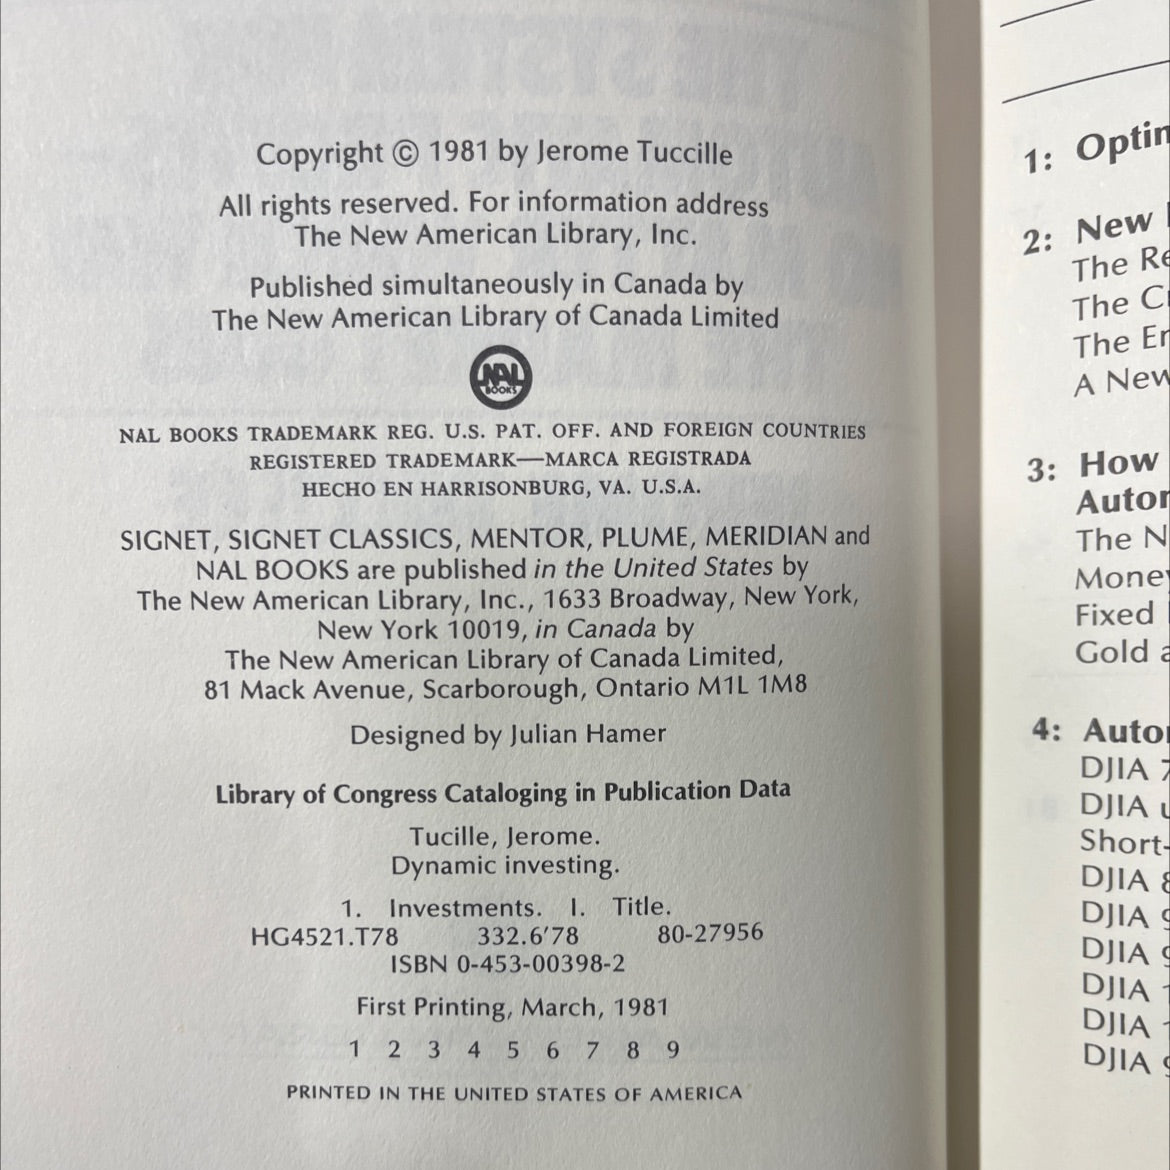 Copyright © 1981 by Jerome Tuccille
All rights reserved. For information address
The New American Library, Inc.
Published simultaneously in Canada by
The New American Library of Canada Limited
NAL
BOOKS
NAL BOOKS TRADEMARK REG. U.S. PAT. OFF. AND FOREIGN COUNTRIES
REGISTERED TRADEMARK—MARCA REGISTRADA
HECHO EN HARRISONBURG, VA. U.S.A.
SIGNET, SIGNET CLASSICS, MENTOR, PLUME, MERIDIAN and
NAL BOOKS are published in the United States by
The New American Library, Inc., 1633 Broadway, New York,
New York 10019, in Canada by
The New American Library of Canada Limited,
81 Mack Avenue, Scarborough, Ontario M1L 1M8
Designed by Julian Hamer
Library of Congress Cataloging in Publication Data
Tucille, Jerome.
Dynamic investing.
1. Investments. I. Title.
HG4521.T78 332.6'78 80-27956
ISBN 0-453-00398-2
First Printing, March, 1981
1 2 3 4 5 6 7 8 9
PRINTED IN THE UNITED STATES OF AMERICA
1:
2: New
The
The
The
A New
3: How
The
Fixed
Gold
4:
DJIA
DJIA
Short-
DJIA
DJIA
DJIA
DJIA
DJIA
DJIA